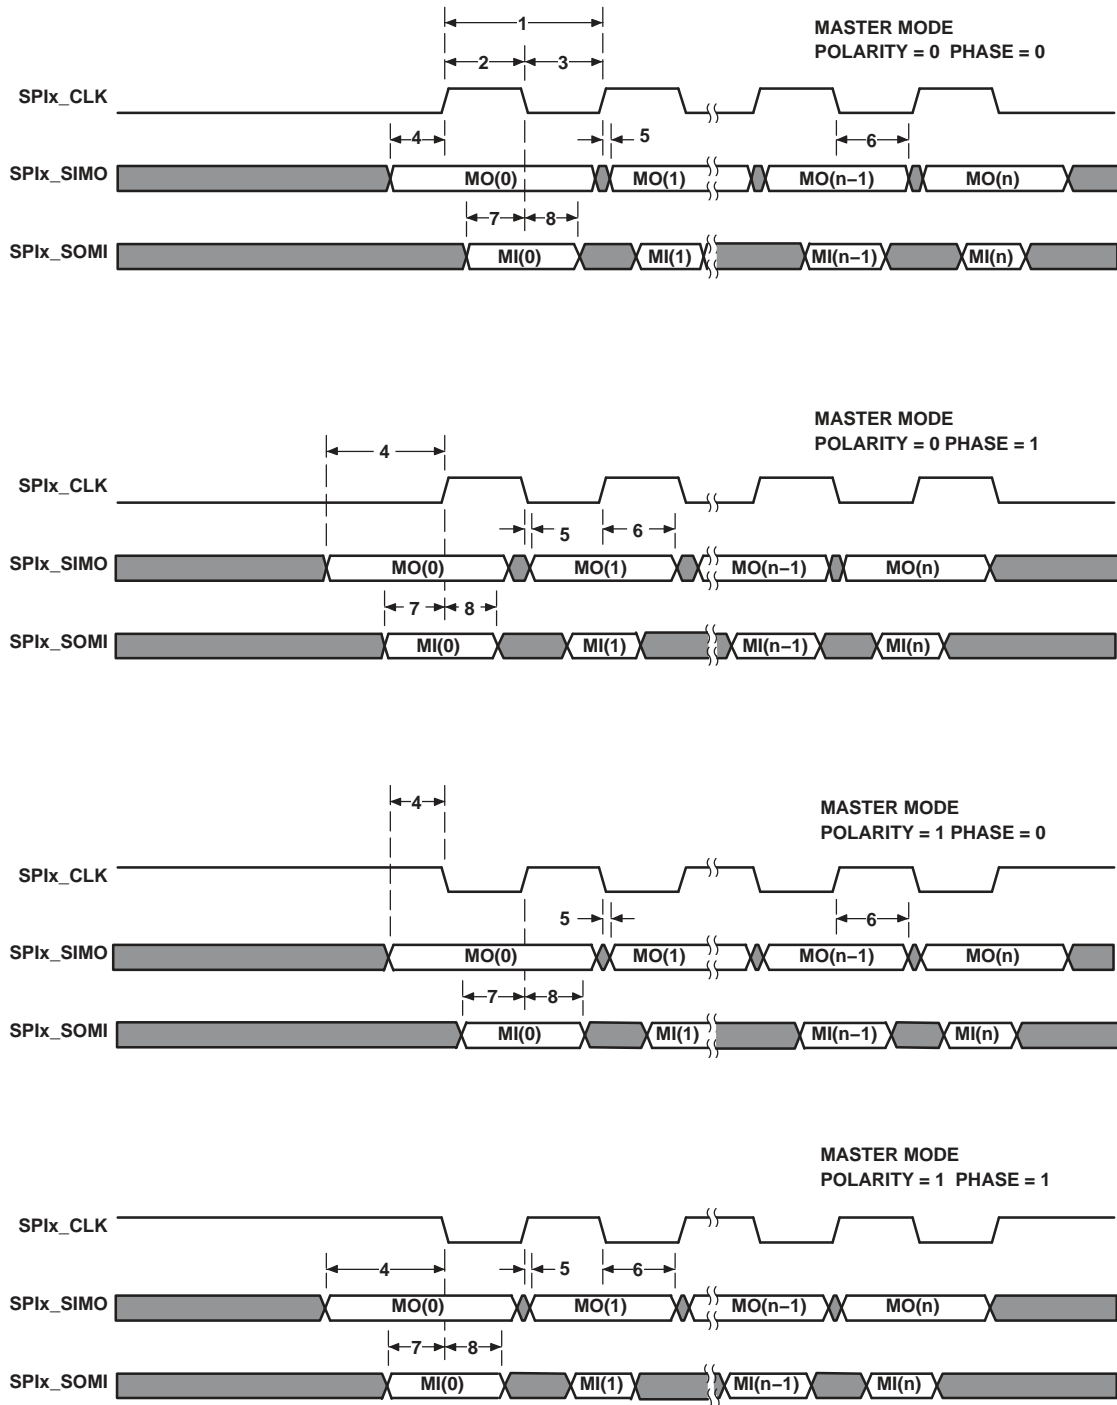 1
MASTER MODE
POLARITY = 0 PHASE = 0
2 3
SPIx_CLK
4 5 6
SPIx_SIMO MO(0) MO(1) MO(n−1) MO(n)
7 8
SPIx_SOMI MI(0) MI(1) MI(n−1) MI(n)
MASTER MODE
POLARITY = 0 PHASE = 1
4
SPIx_CLK
5 6
SPIx_SIMO MO(0) MO(1) MO(n−1) MO(n)
7 8
SPIx_SOMI MI(0) MI(1) MI(n−1) MI(n)
4
MASTER MODE
POLARITY = 1 PHASE = 0
SPIx_CLK
5 6
SPIx_SIMO MO(0) MO(1) MO(n−1) MO(n)
7 8
SPIx_SOMI MI(0) MI(1) MI(n−1) MI(n)
MASTER MODE
POLARITY = 1 PHASE = 1
SPIx_CLK
4 5 6
SPIx_SIMO MO(0) MO(1) MO(n−1) MO(n)
7 8
SPIx_SOMI MI(0) MI(1) MI(n−1) MI(n)